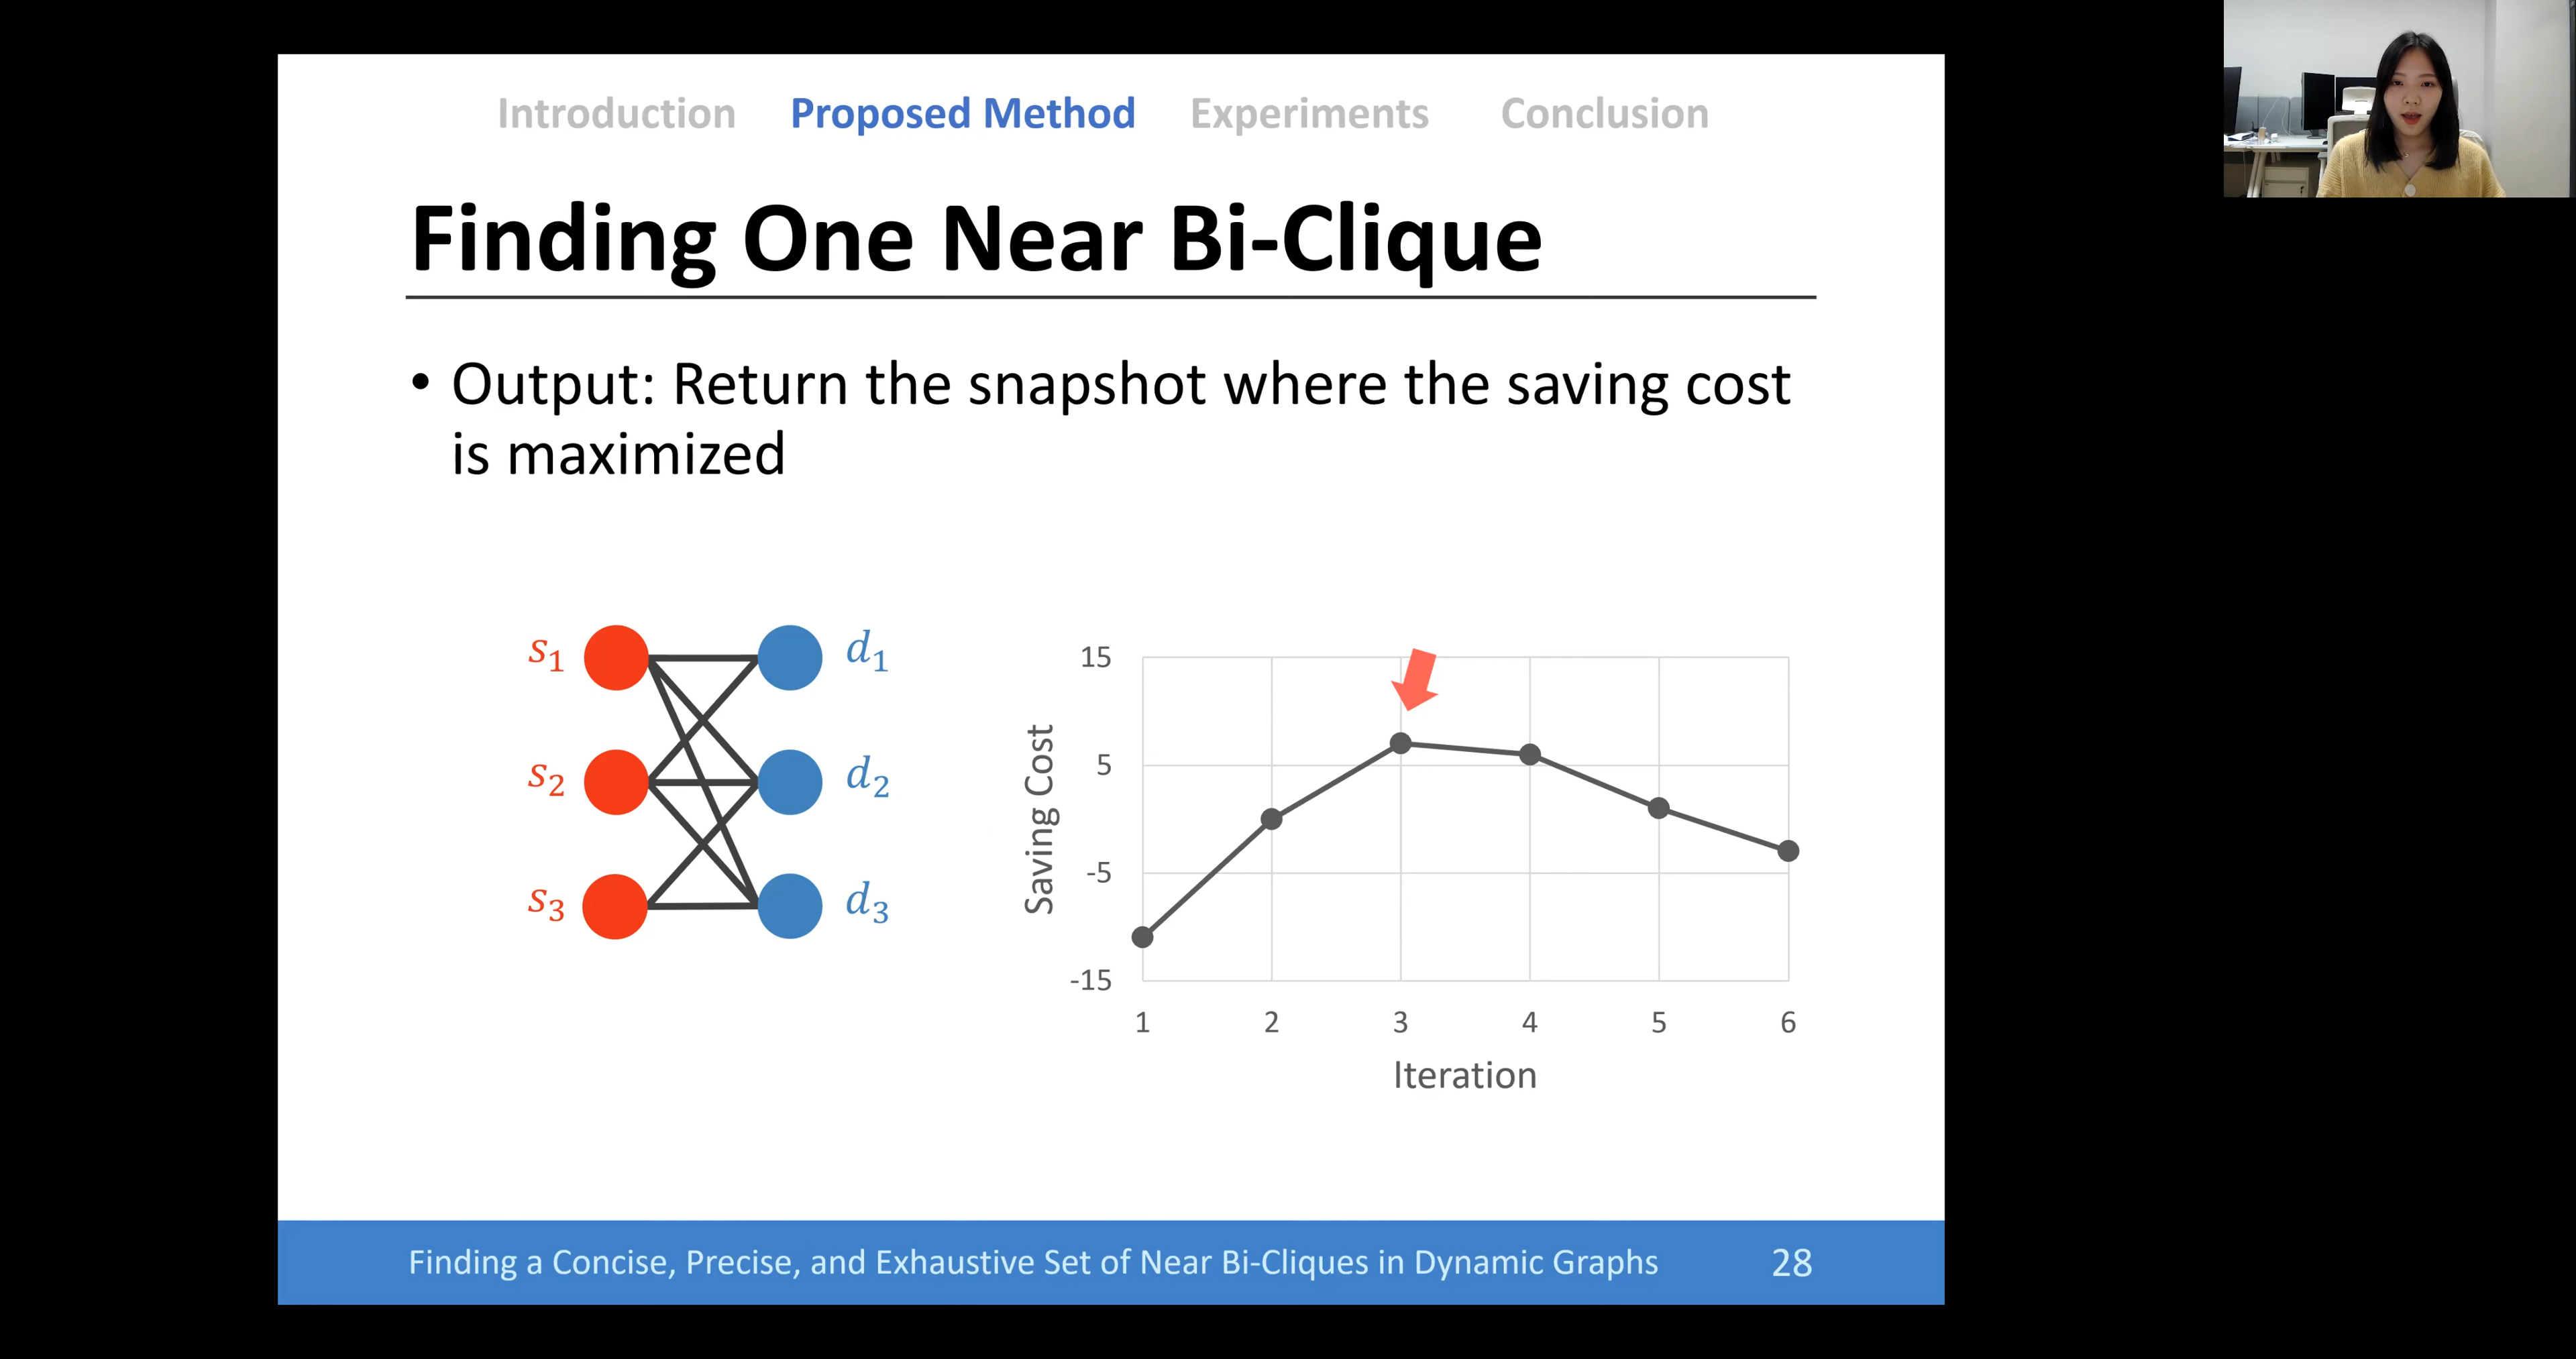 Introduction Proposed Method Experiments Conclusion
Finding One Near Bi-Clique
• Output: Return the snapshot where the saving cost
is maximized
s₁ d₁
s₂ d₂
s₃ d₃
Saving Cost
15
5
-5
-15
1 2 3 4 5 6
Iteration
Finding a Concise, Precise, and Exhaustive Set of Near Bi-Cliques in Dynamic Graphs 28